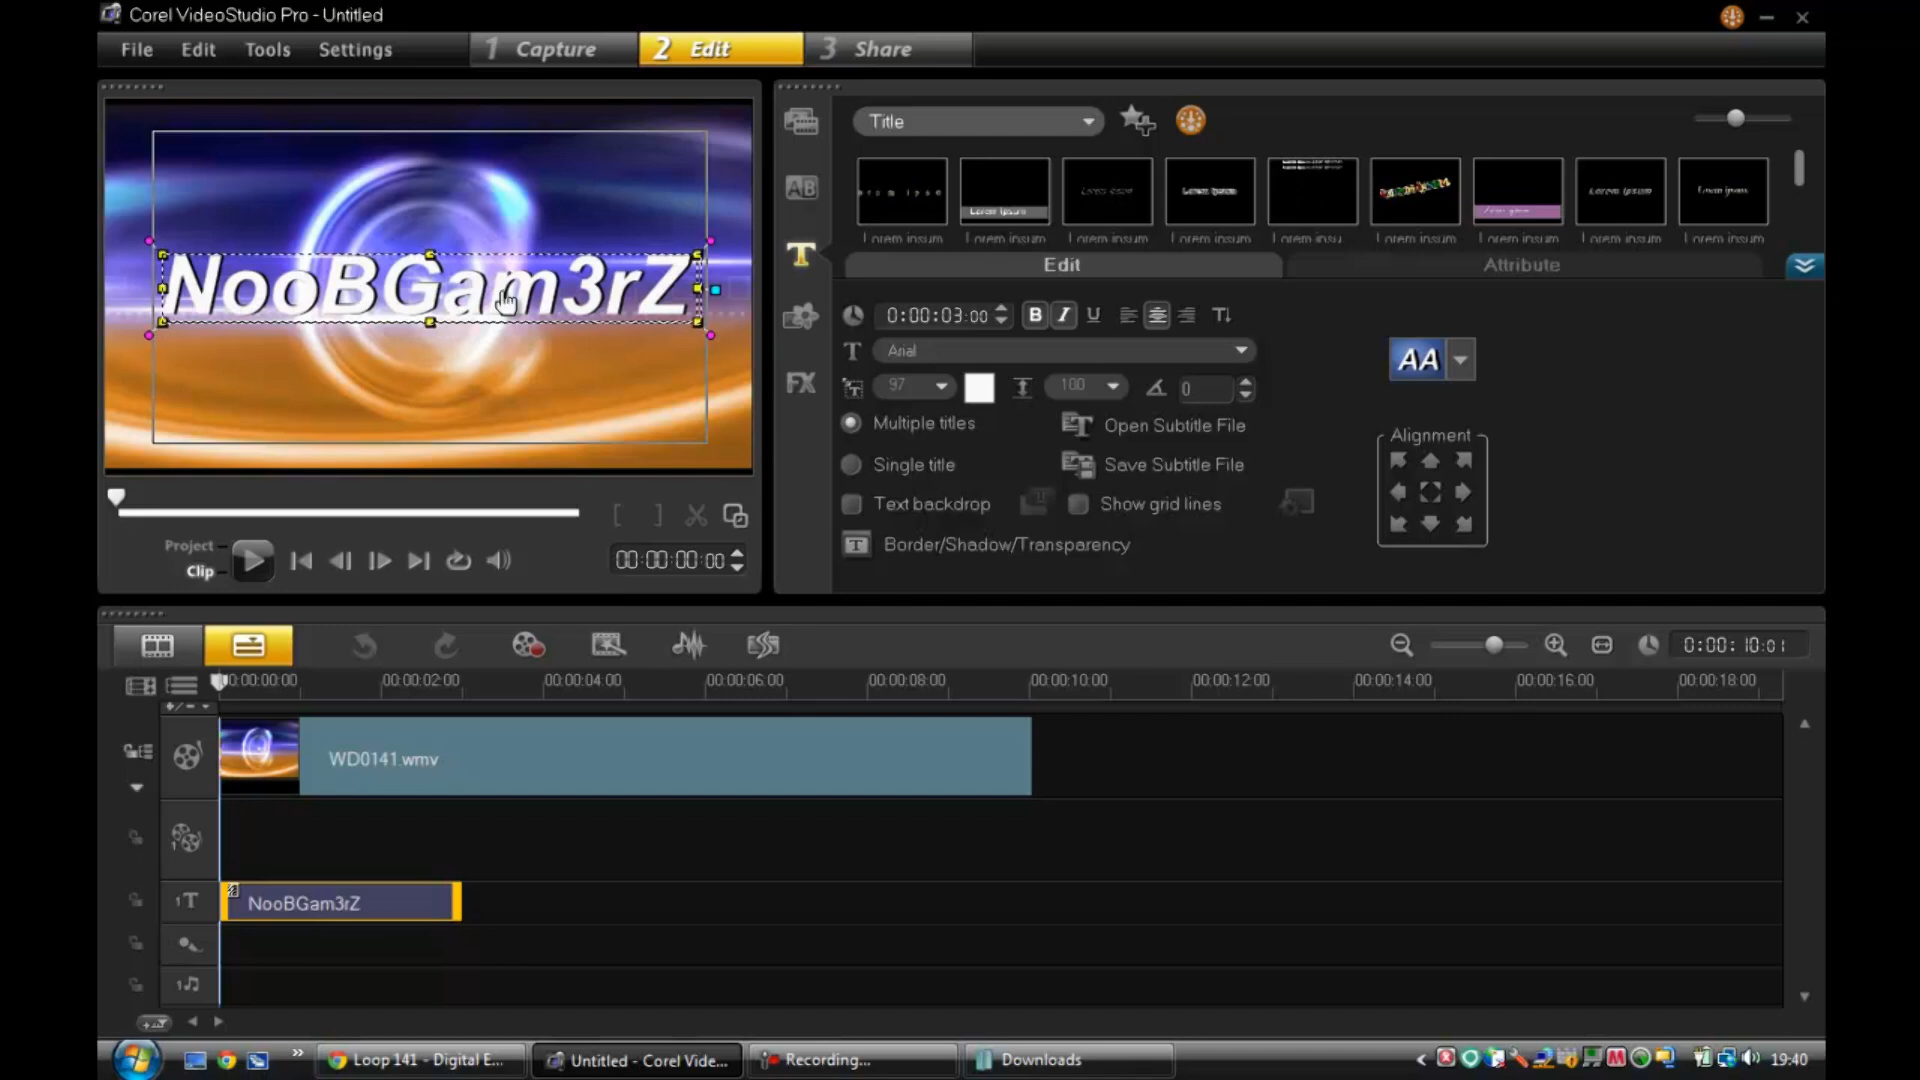 Corel VideoStudio Pro - Untitled
File Edit Tools Settings
1 Capture
2 Edit
3 Share
Title
Lorem ipsum
Lorem ipsum
Lorem ipsum
Lorem ipsum
Lorem ipsu
Lorem ipsum
Lorem ipsum
Lorem ipsum
Lorem ipsum
NooBGam3rZ
Edit
Attribute
0:00:03:00
B I U
Arial
97
100
0
AA
Multiple titles
Open Subtitle File
Single title
Save Subtitle File
Text backdrop
Show grid lines
Border/Shadow/Transparency
Alignment
Project
Clip
00:00:00:00
FX
0:00:10:01
00:00:00:00 00:00:02:00 00:00:04:00 00:00:06:00 00:00:08:00 00:00:10:00 00:00:12:00 00:00:14:00 00:00:16:00 00:00:18:00
WD0141.wmv
NooBGam3rZ
Loop 141 - Digital E...
Untitled - Corel Vide...
Recording...
Downloads
19:40